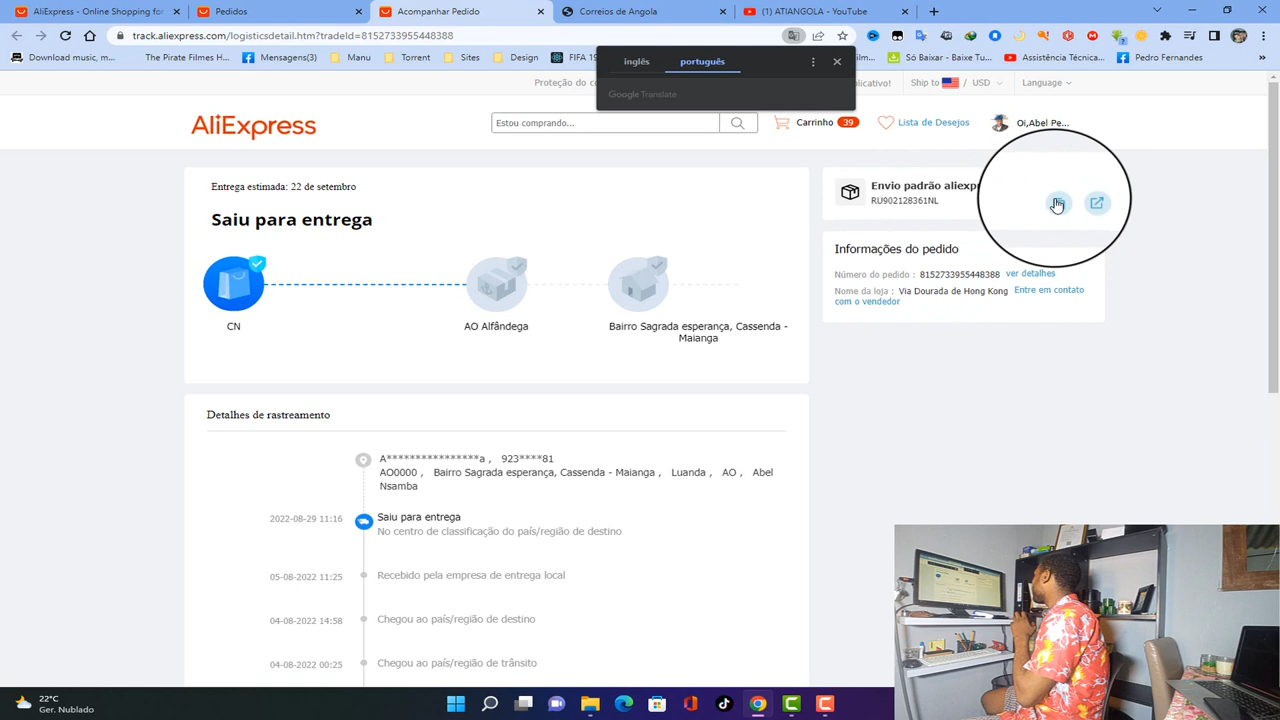 AliExpress - Online Shopping for
Pedidos
Acompanhar Pedido
Correios de Angola
(1) ATIANGOLA - YouTube
track.aliexpress.com/logisticsdetail.htm?tradeId=8152733955448388
Download music, m...
The Pirate Filmes H...
Mensagens (6)
Maria
Torrent
Sites
Design
FIFA
Só Baixar - Baixe Tu...
Assistência Técnica...
Pedro Fernandes
inglês
português
Google Translate
Proteção do co
plicativo!
Ship to
/ USD
Language
AliExpress
Estou comprando...
Carrinho
39
Lista de Desejos
Oi,Abel Pe...
Entrega estimada: 22 de setembro
Saiu para entrega
CN
AO Alfândega
Bairro Sagrada esperança, Cassenda -
Maianga
Envio padrão aliexp
RU902128361NL
Informações do pedido
Número do pedido : 8152733955448388 ver detalhes
Nome da loja : Via Dourada de Hong Kong Entre em contato
com o vendedor
Detalhes de rastreamento
A****************a , 923****81
AO0000 , Bairro Sagrada esperança, Cassenda - Maianga , Luanda , AO , Abel
Nsamba
2022-08-29 11:16
Saiu para entrega
No centro de classificação do país/região de destino
05-08-2022 11:25
Recebido pela empresa de entrega local
04-08-2022 14:58
Chegou ao país/região de destino
04-08-2022 00:25
Chegou ao país/região de trânsito
22°C
Ger. Nublado